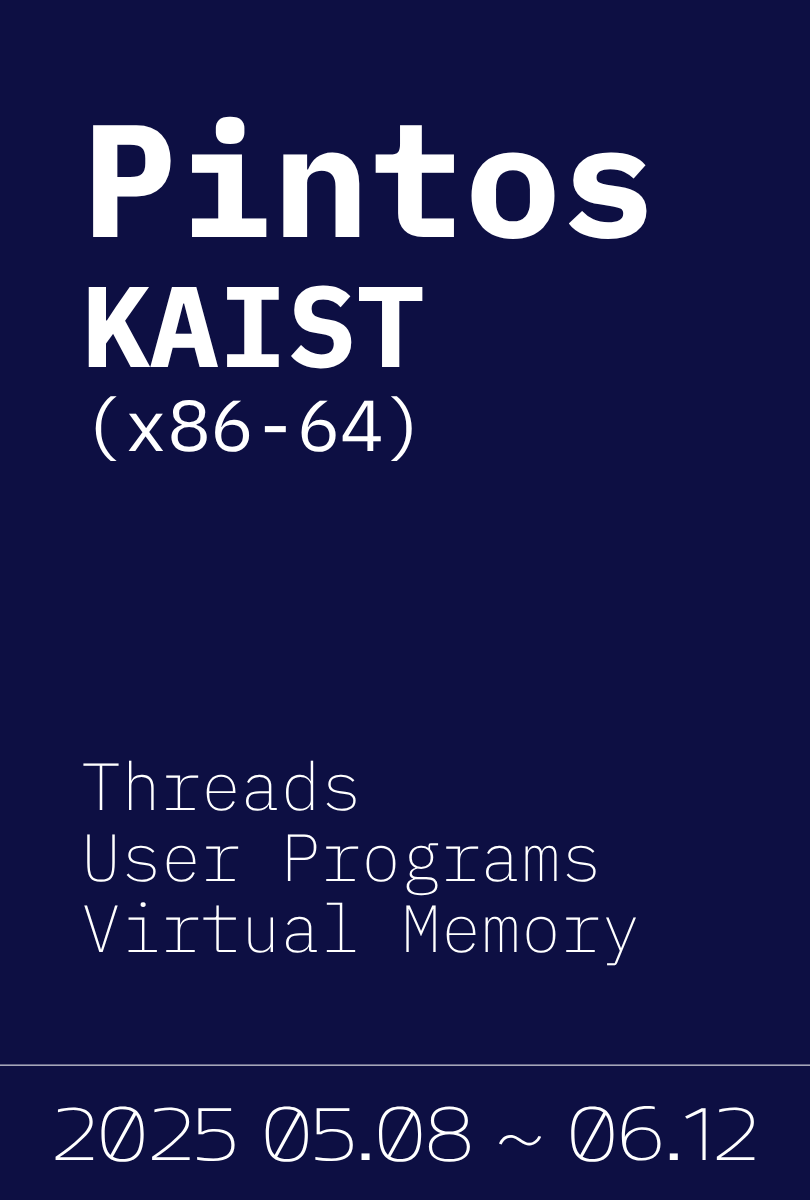 Pintos
KAIST
(x86-64)
Threads
User Programs
Virtual Memory
2025 05.08 ~ 06.12